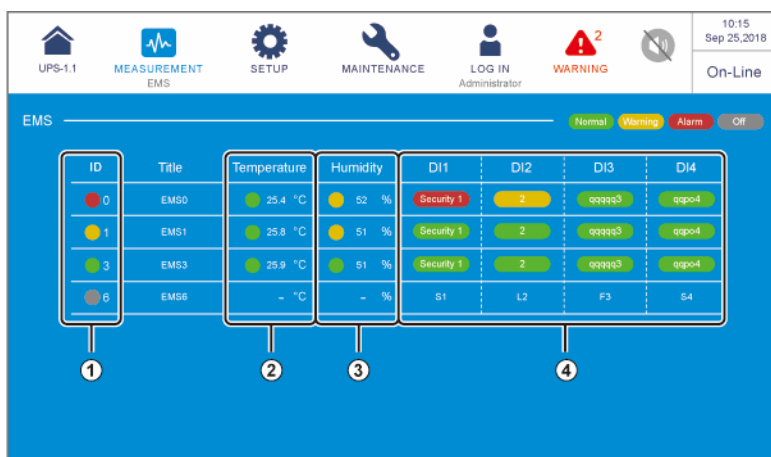 10:15
Sep 25,2018
2
UPS-1.1 MEASUREMENT SETUP MAINTENANCE LOG IN WARNING On-Line
EMS Administrator
EMS Normal Warning Alarm Off
ID Title Temperature Humidity DI1 DI2 DI3 DI4
0 EMS0 25.4 °C 52 % Security 1 2 qqqqq3 qqpo4
1 EMS1 25.8 °C 51 % Security 1 2 qqqqq3 qqpo4
3 EMS3 25.9 °C 51 % Security 1 2 qqqqq3 qqpo4
6 EMS6 – °C – % S1 L2 F3 S4
1 2 3 4